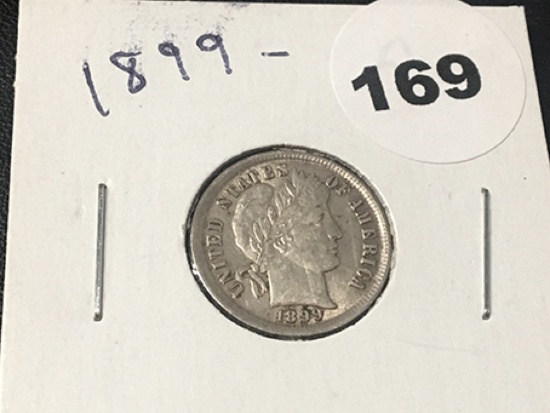 1899 -
169
UNITED STATES OF AMERICA
1899